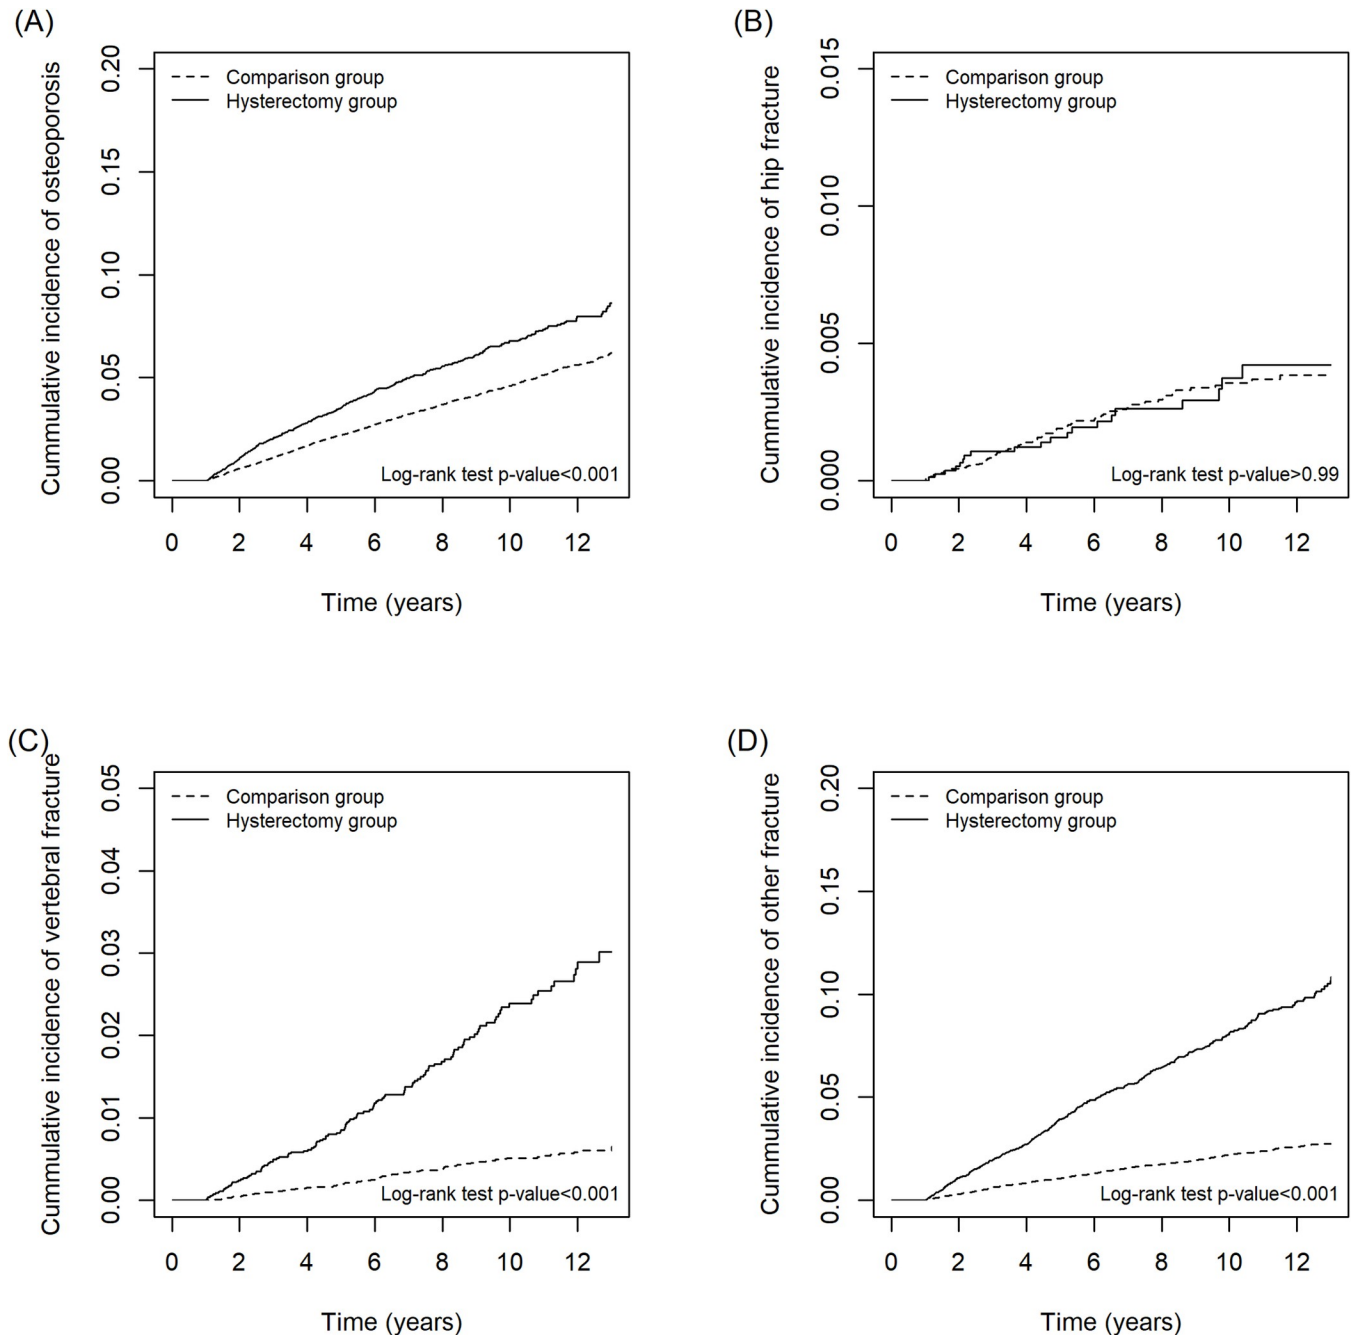 (A)
Cummulative incidence of osteoporosis
0.20
0.15
0.10
0.05
0.00
Comparison group
Hysterectomy group
Log-rank test p-value<0.001
0 2 4 6 8 10 12
Time (years)
(B)
Cummulative incidence of hip fracture
0.015
0.010
0.005
0.000
Comparison group
Hysterectomy group
Log-rank test p-value>0.99
0 2 4 6 8 10 12
Time (years)
(C)
Cummulative incidence of vertebral fracture
0.05
0.04
0.03
0.02
0.01
0.00
Comparison group
Hysterectomy group
Log-rank test p-value<0.001
0 2 4 6 8 10 12
Time (years)
(D)
Cummulative incidence of other fracture
0.20
0.15
0.10
0.05
0.00
Comparison group
Hysterectomy group
Log-rank test p-value<0.001
0 2 4 6 8 10 12
Time (years)